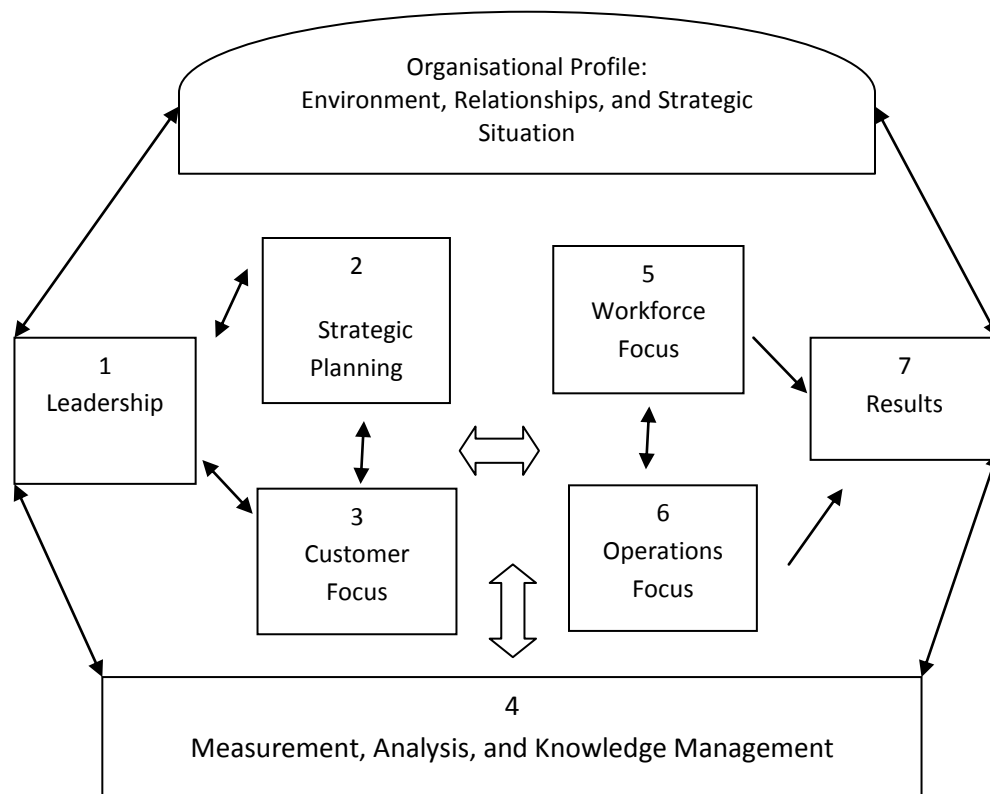 Organisational Profile:
Environment, Relationships, and Strategic
Situation
2
Strategic
Planning
5
Workforce
Focus
1
Leadership
7
Results
3
Customer
Focus
6
Operations
Focus
4
Measurement, Analysis, and Knowledge Management